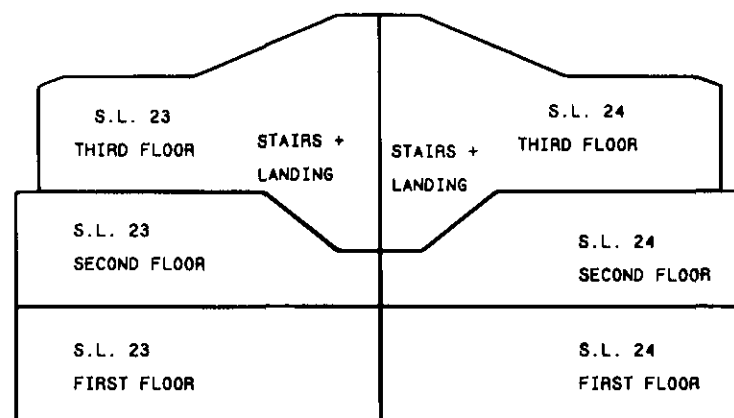 S.L. 23
THIRD FLOOR
STAIRS +
LANDING
STAIRS +
LANDING
S.L. 24
THIRD FLOOR
S.L. 23
SECOND FLOOR
S.L. 24
SECOND FLOOR
S.L. 23
FIRST FLOOR
S.L. 24
FIRST FLOOR